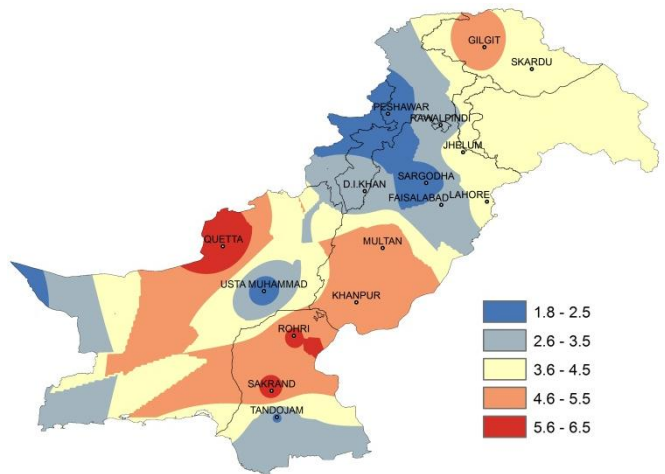 GILGIT
SKARDU
PESHAWAR
RAWALPINDI
JHELUM
SARGODHA
D.I.KHAN
FAISALABAD
LAHORE
QUETTA
MULTAN
USTA MUHAMMAD
KHANPUR
ROHRI
SAKRAND
TANDOJAM
1.8 - 2.5
2.6 - 3.5
3.6 - 4.5
4.6 - 5.5
5.6 - 6.5